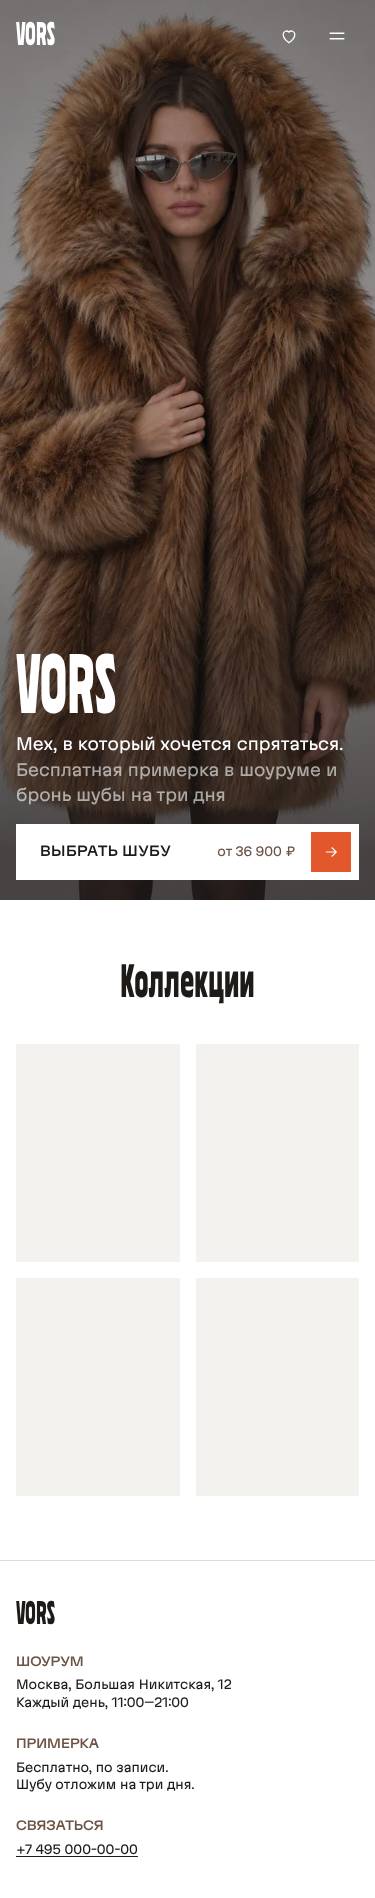 VORS
VORS
Мех, в который хочется спрятаться.
Бесплатная примерка в шоуруме и
бронь шубы на три дня
ВЫБРАТЬ ШУБУ
от 36 900 ₽
Коллекции
VORS
ШОУРУМ
Москва, Большая Никитская, 12
Каждый день, 11:00–21:00
ПРИМЕРКА
Бесплатно, по записи.
Шубу отложим на три дня.
СВЯЗАТЬСЯ
+7 495 000-00-00